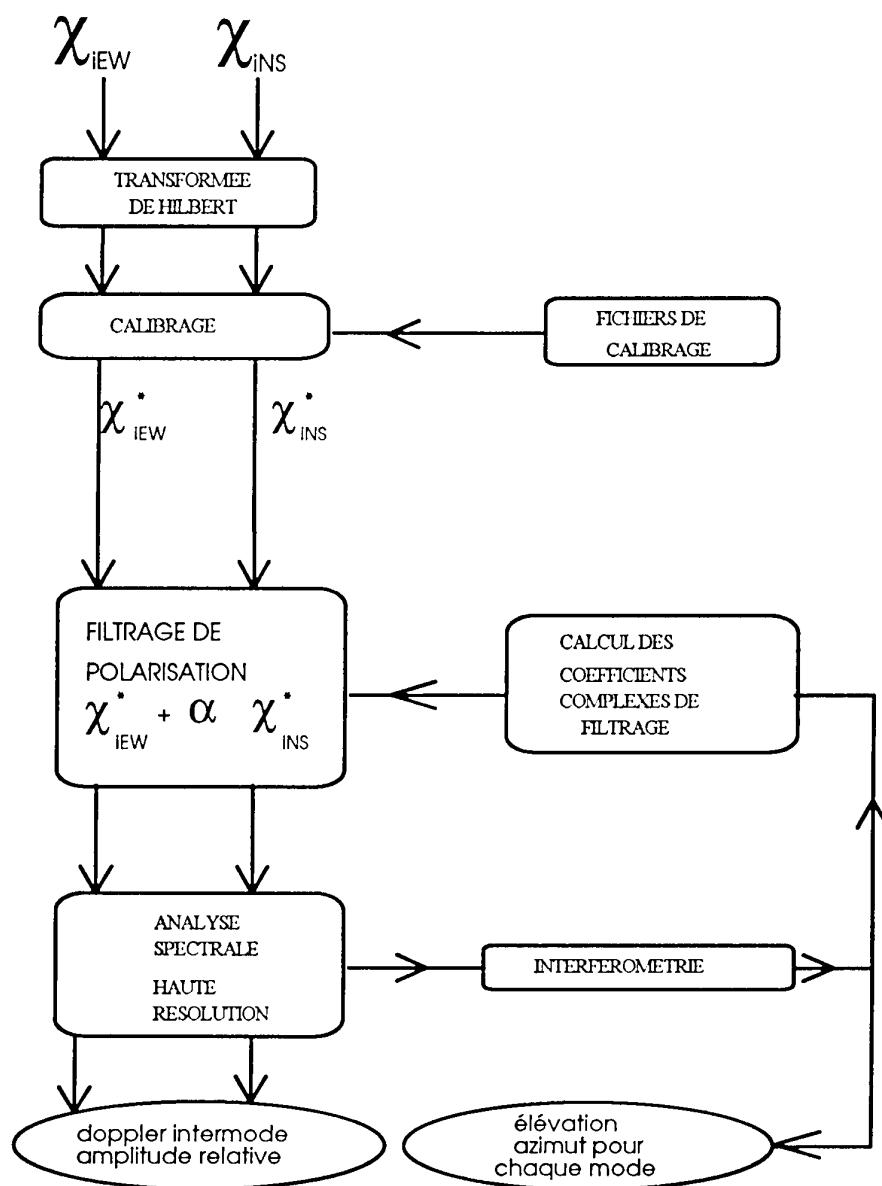 χiEW χiNS
TRANSFORMEE
DE HILBERT
CALIBRAGE
FICHIERS DE
CALIBRAGE
χ*iEW χ*iNS
FILTRAGE DE
POLARISATION
χ*iEW + α χ*iNS
CALCUL DES
COEFFICIENTS
COMPLEXES DE
FILTRAGE
ANALYSE
SPECTRALE
HAUTE
RESOLUTION
INTERFEROMETRIE
doppler intermode
amplitude relative
élévation
azimut pour
chaque mode